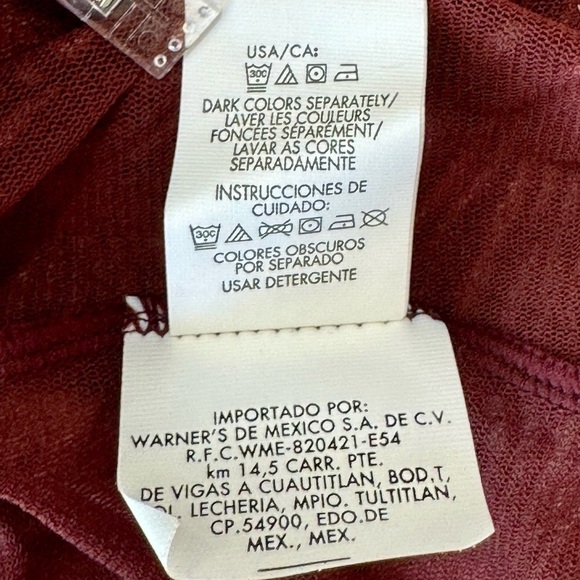 USA/CA:
30C
DARK COLORS SEPARATELY/
LAVER LES COULEURS
FONCÉES SÉPARÉMENT/
LAVAR AS CORES
SEPARADAMENTE
INSTRUCCIONES DE
CUIDADO:
30C
COLORES OBSCUROS
POR SEPARADO
USAR DETERGENTE
IMPORTADO POR:
WARNER'S DE MEXICO S.A. DE C.V.
R.F.C.WME-820421-E54
km 14,5 CARR. PTE.
DE VIGAS A CUAUTITLAN, BOD.T,
LECHERIA, MPIO. TULTITLAN,
CP.54900, EDO.DE
MEX., MEX.